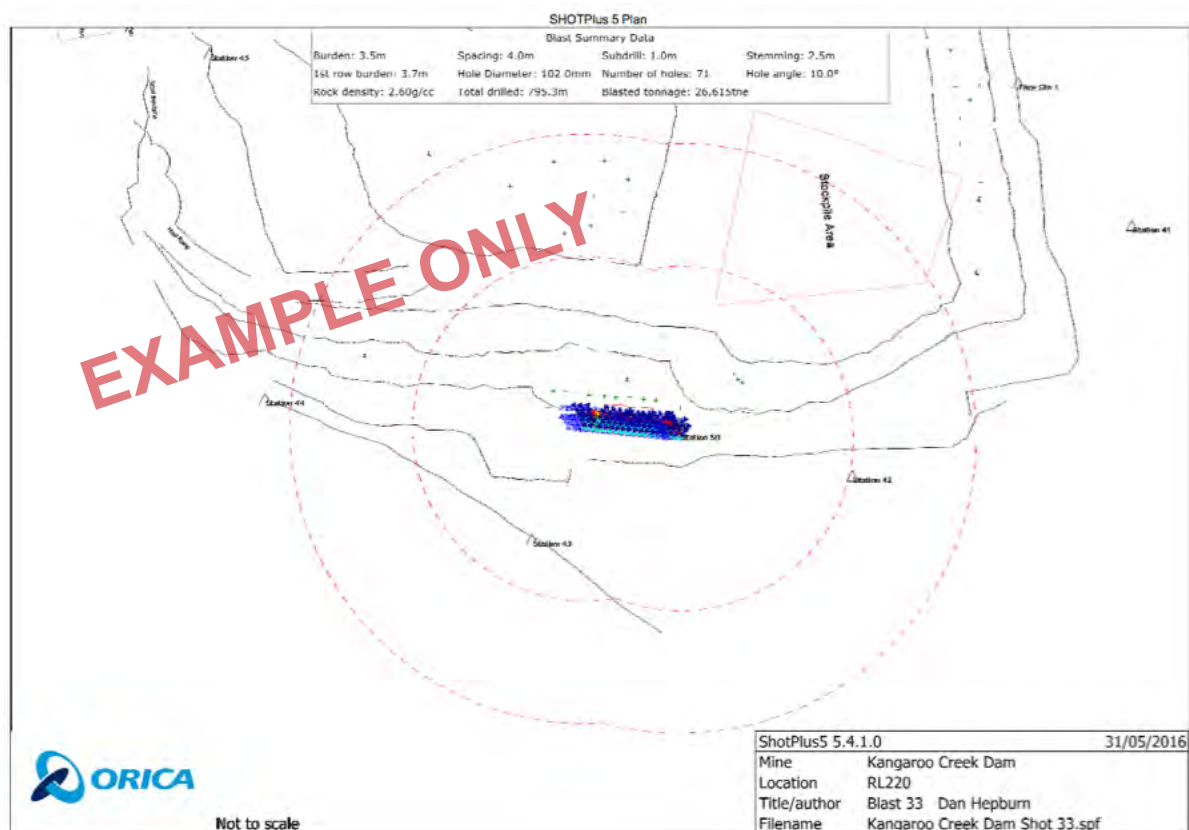 SHOTPlus 5 Plan
Blast Summary Data
Burden: 3.5m Spacing: 4.0m Subdrill: 1.0m Stemming: 2.5m
1st row burden: 3.7m Hole Diameter: 102.0mm Number of holes: 71 Hole angle: 10.0°
Rock density: 2.60g/cc Total drilled: 795.3m Blasted tonnage: 26,615tne
Station 45
Stockpile Area
Station 41
EXAMPLE ONLY
Station 44
Station 50
Station 42
Station 43
ORICA
Not to scale
ShotPlus5 5.4.1.0 31/05/2016
Mine Kangaroo Creek Dam
Location RL220
Title/author Blast 33 Dan Hepburn
Filename Kangaroo Creek Dam Shot 33.spf